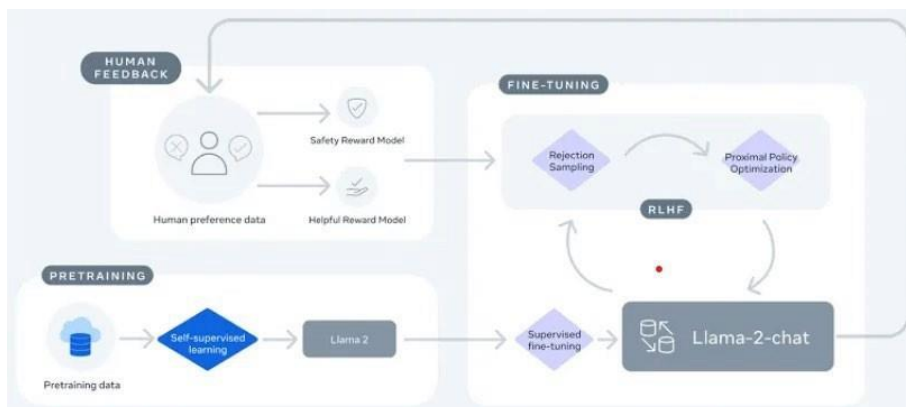 HUMAN
FEEDBACK
Safety Reward Model
Human preference data
Helpful Reward Model
FINE-TUNING
Rejection
Sampling
Proximal Policy
Optimization
RLHF
PRETRAINING
Pretraining data
Self-supervised
learning
Llama 2
Supervised
fine-tuning
Llama-2-chat